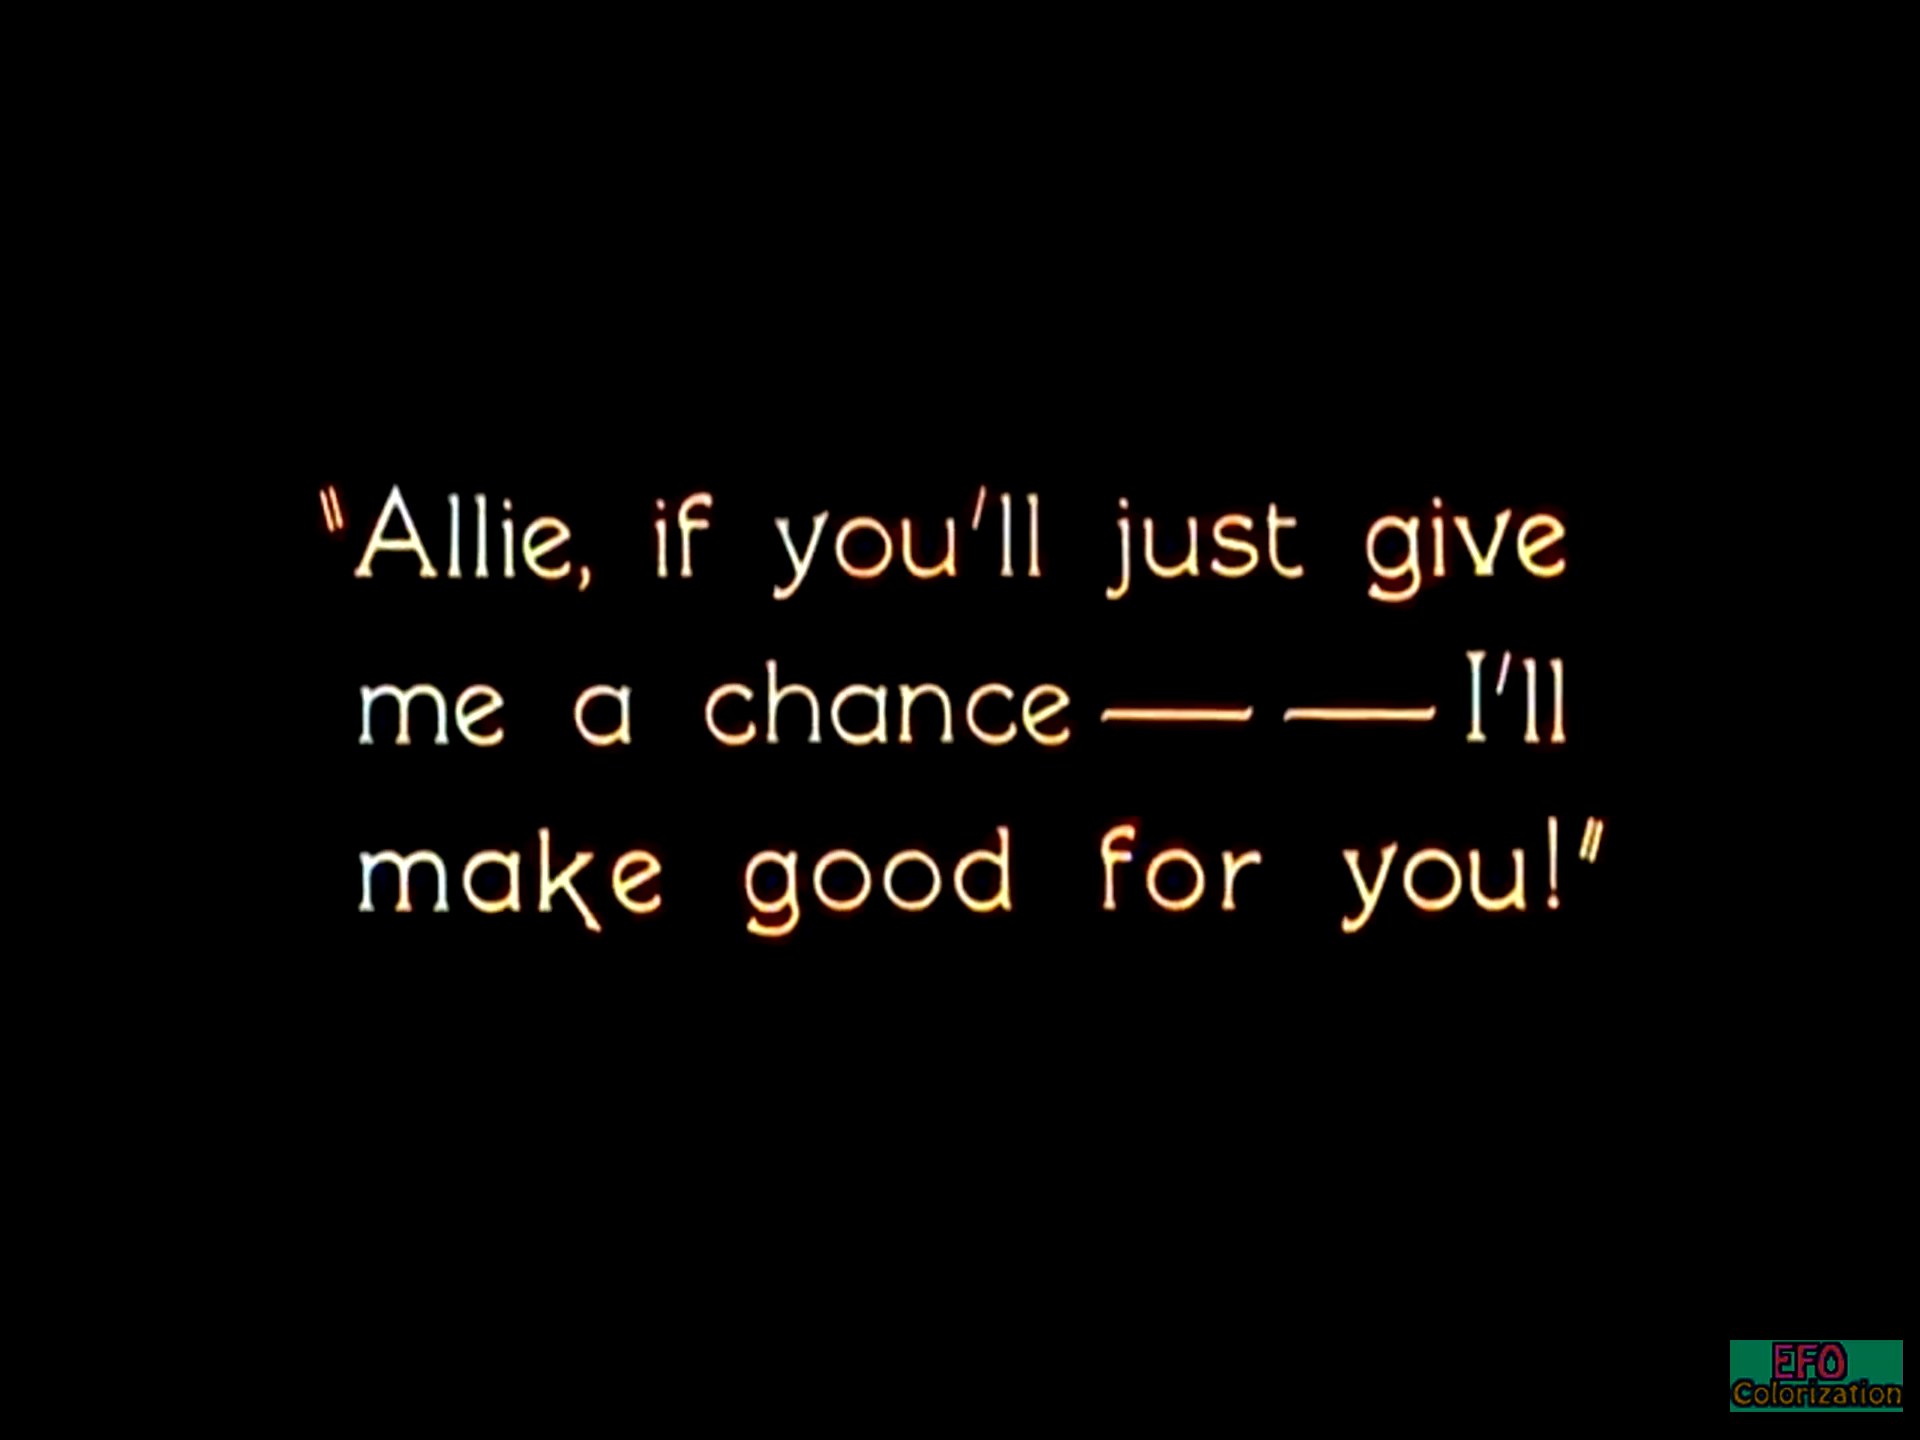 "Allie, if you'll just give
me a chance — — I'll
make good for you!"
EFO
Colorization